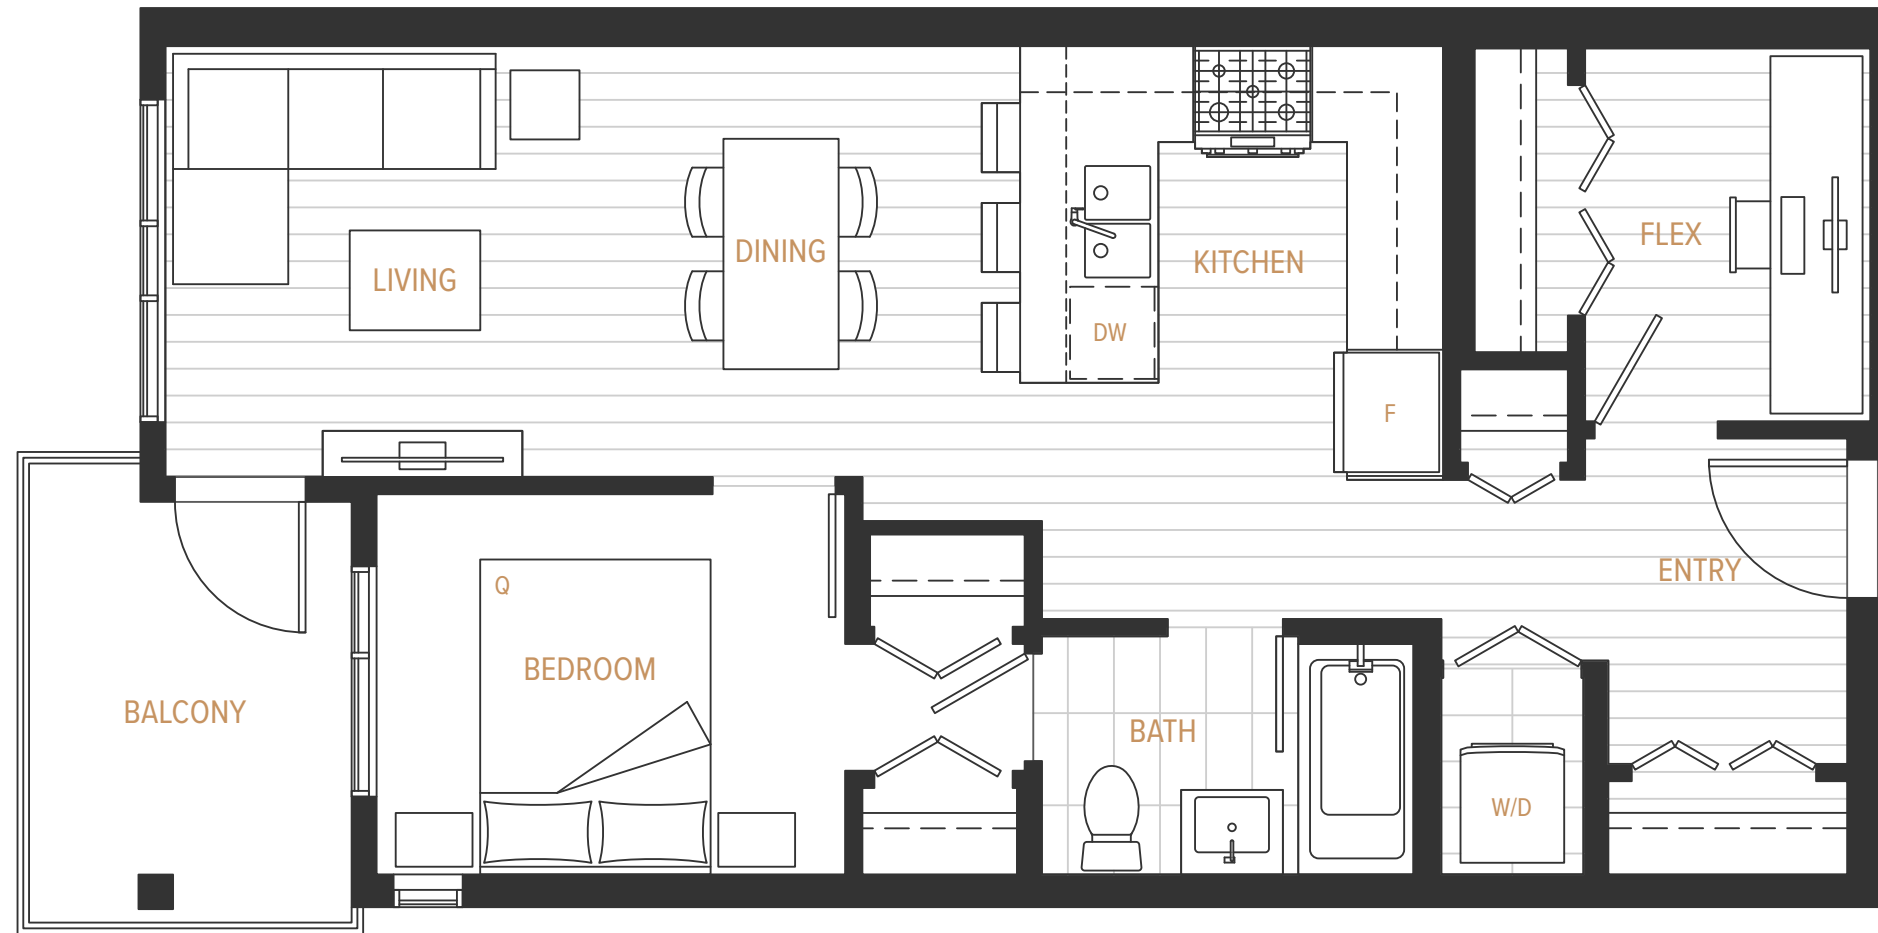 FLEX
DINING
KITCHEN
LIVING
DW
F
ENTRY
Q
BEDROOM
BALCONY
BATH
W/D